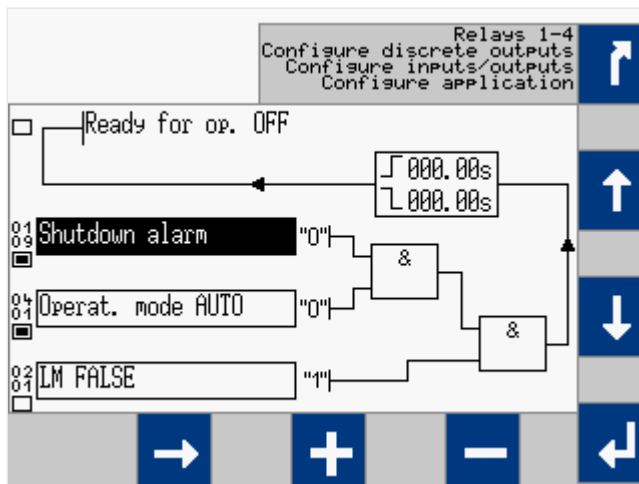 Relays 1-4
Configure discrete outputs
Configure inputs/outputs
Configure application
Ready for op. OFF
000.00s
000.00s
01
09
Shutdown alarm
"0"
&
04
01
Operat. mode AUTO
"0"
&
02
01
LM FALSE
"1"